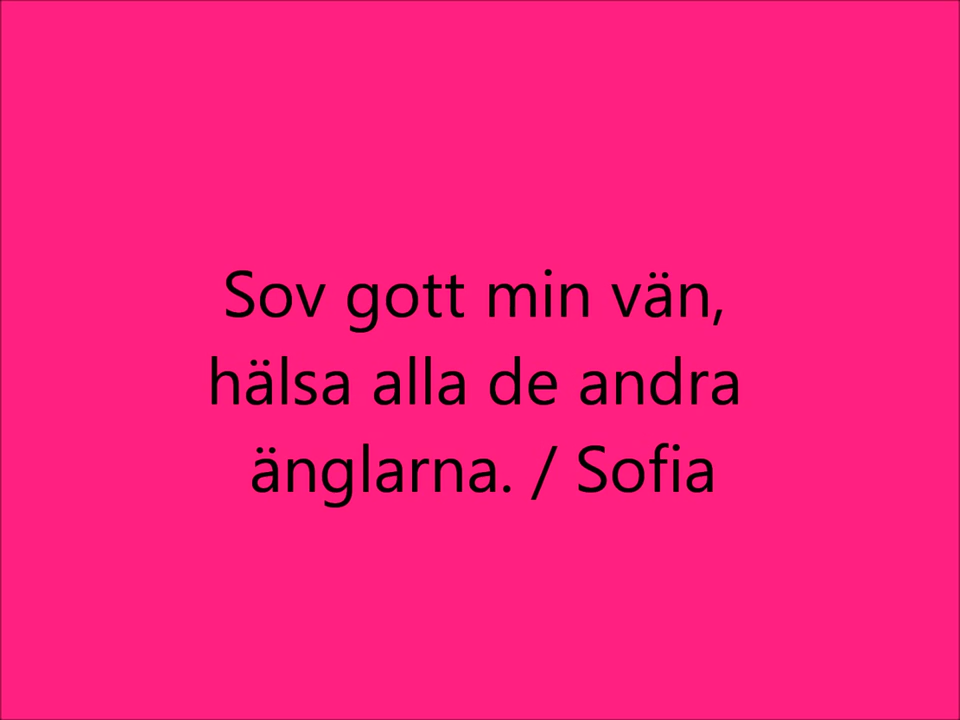 Sov gott min vän,
hälsa alla de andra
änglarna. / Sofia